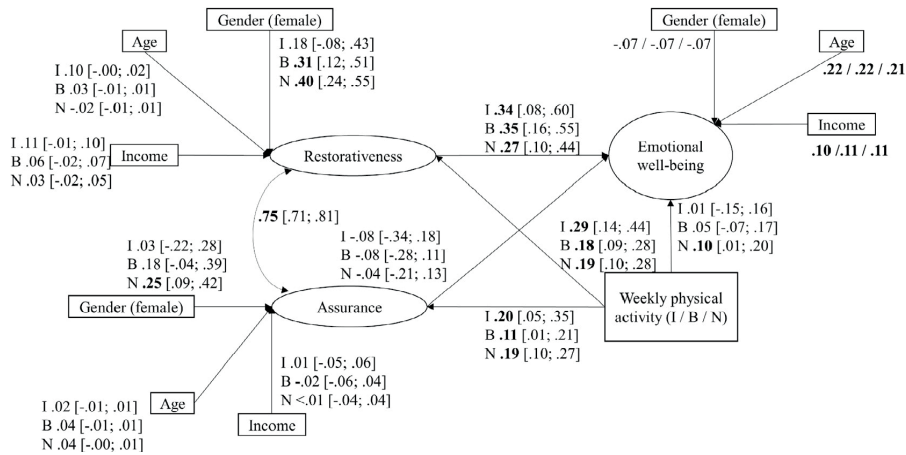 Gender (female)
I .18 [-.08; .43]
B .31 [.12; .51]
N .40 [.24; .55]
Age
I .10 [-.00; .02]
B .03 [-.01; .01]
N -.02 [-.01; .01]
I .11 [-.01; .10]
B .06 [-.02; .07]
N .03 [-.02; .05]
Income
Restorativeness
I .34 [.08; .60]
B .35 [.16; .55]
N .27 [.10; .44]
Gender (female)
-.07 / -.07 / -.07
Age
.22 / .22 / .21
Income
.10 /.11 / .11
Emotional
well-being
.75 [.71; .81]
I .03 [-.22; .28]
B .18 [-.04; .39]
N .25 [.09; .42]
Gender (female)
I -.08 [-.34; .18]
B -.08 [-.28; .11]
N -.04 [-.21; .13]
Assurance
I .29 [.14; .44]
B .18 [.09; .28]
N .19 [.10; .28]
I .01 [-.15; .16]
B .05 [-.07; .17]
N .10 [.01; .20]
Weekly physical
activity (I / B / N)
I .20 [.05; .35]
B .11 [.01; .21]
N .19 [.10; .27]
I .01 [-.05; .06]
B -.02 [-.06; .04]
N <.01 [-.04; .04]
Income
Age
I .02 [-.01; .01]
B .04 [-.01; .01]
N .04 [-.00; .01]